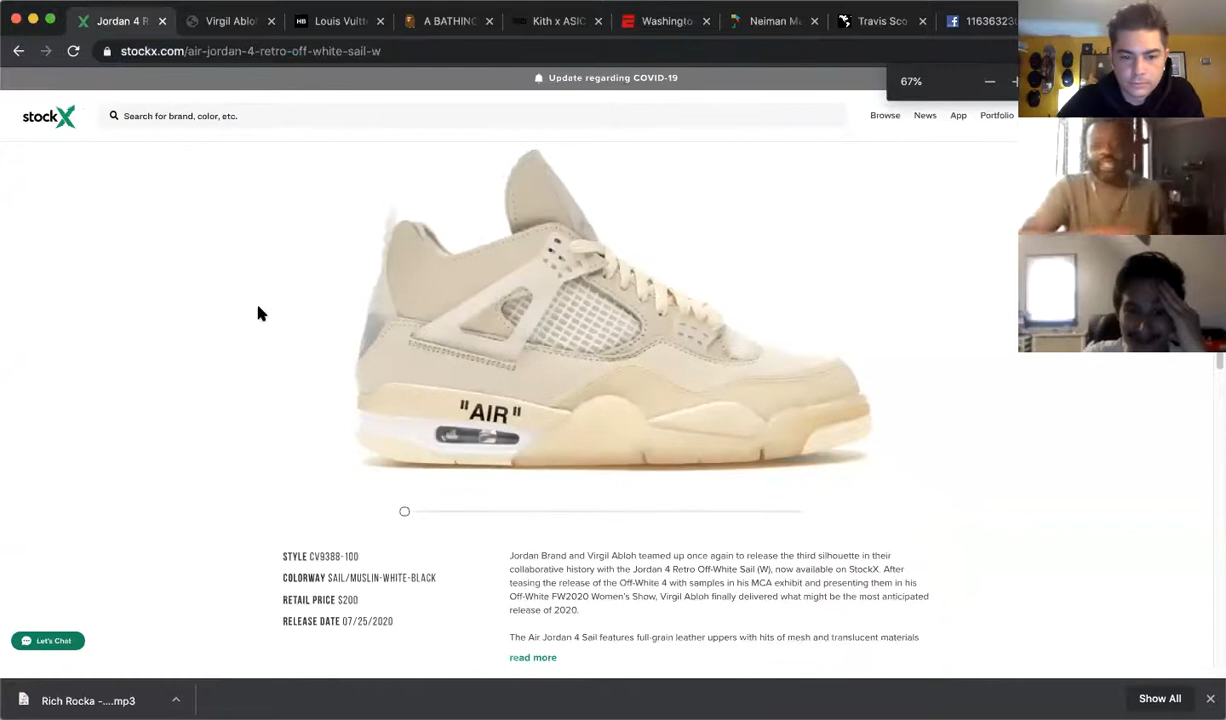 Jordan 4 R
Virgil Abloh
Louis Vuitt
A BATHING
Kith x ASIC
Washingto
Neiman Ma
Travis Sco
11636323
stockx.com/air-jordan-4-retro-off-white-sail-w
Update regarding COVID-19
67%
stockX
Search for brand, color, etc.
Browse
News
App
Portfolio
"AIR"
STYLE CV9388-100
COLORWAY SAIL/MUSLIN-WHITE-BLACK
RETAIL PRICE $200
RELEASE DATE 07/25/2020
Jordan Brand and Virgil Abloh teamed up once again to release the third silhouette in their
collaborative history with the Jordan 4 Retro Off-White Sail (W), now available on StockX. After
teasing the release of the Off-White 4 with samples in his MCA exhibit and presenting them in his
Off-White FW2020 Women's Show, Virgil Abloh finally delivered what might be the most anticipated
release of 2020.
The Air Jordan 4 Sail features full-grain leather uppers with hits of mesh and translucent materials
read more
Let's Chat
Rich Rocka -....mp3
Show All